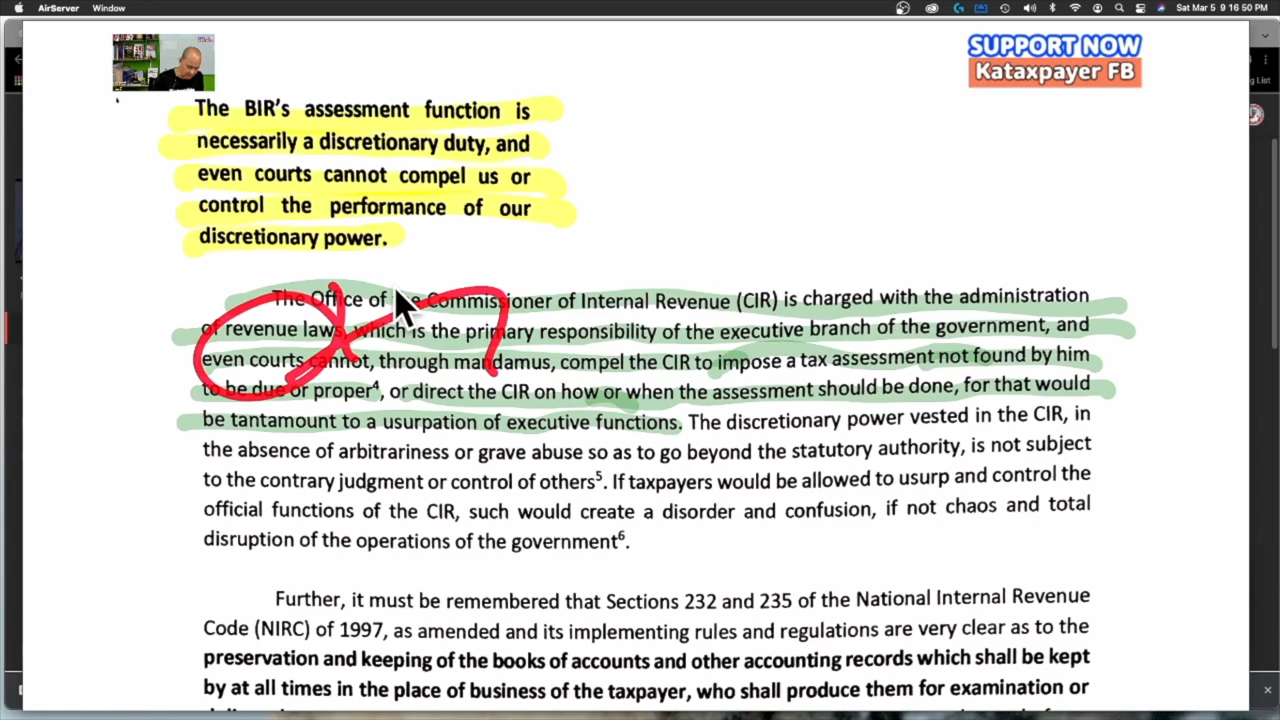 AirServer Window Sat Mar 5 9:16:50 PM
SUPPORT NOW
Kataxpayer FB
The BIR's assessment function is
necessarily a discretionary duty, and
even courts cannot compel us or
control the performance of our
discretionary power.
The Office of the Commissioner of Internal Revenue (CIR) is charged with the administration
of revenue laws, which is the primary responsibility of the executive branch of the government, and
even courts cannot, through mandamus, compel the CIR to impose a tax assessment not found by him
to be due or proper⁴, or direct the CIR on how or when the assessment should be done, for that would
be tantamount to a usurpation of executive functions. The discretionary power vested in the CIR, in
the absence of arbitrariness or grave abuse so as to go beyond the statutory authority, is not subject
to the contrary judgment or control of others⁵. If taxpayers would be allowed to usurp and control the
official functions of the CIR, such would create a disorder and confusion, if not chaos and total
disruption of the operations of the government⁶.
Further, it must be remembered that Sections 232 and 235 of the National Internal Revenue
Code (NIRC) of 1997, as amended and its implementing rules and regulations are very clear as to the
preservation and keeping of the books of accounts and other accounting records which shall be kept
by at all times in the place of business of the taxpayer, who shall produce them for examination or